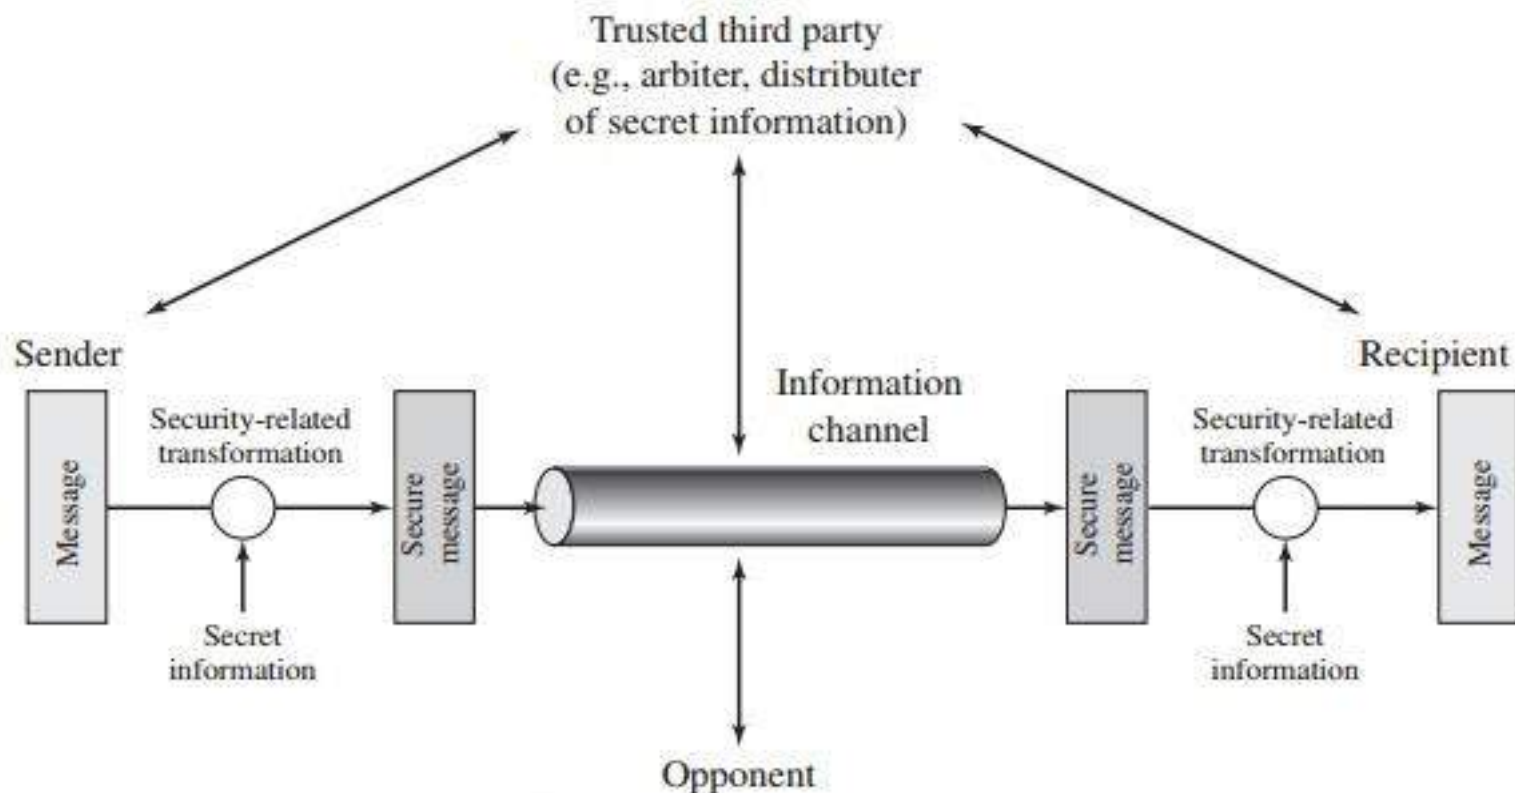 Trusted third party
(e.g., arbiter, distributer
of secret information)
Sender
Recipient
Information
channel
Security-related
transformation
Security-related
transformation
Message
Secure
message
Secure
message
Message
Secret
information
Secret
information
Opponent